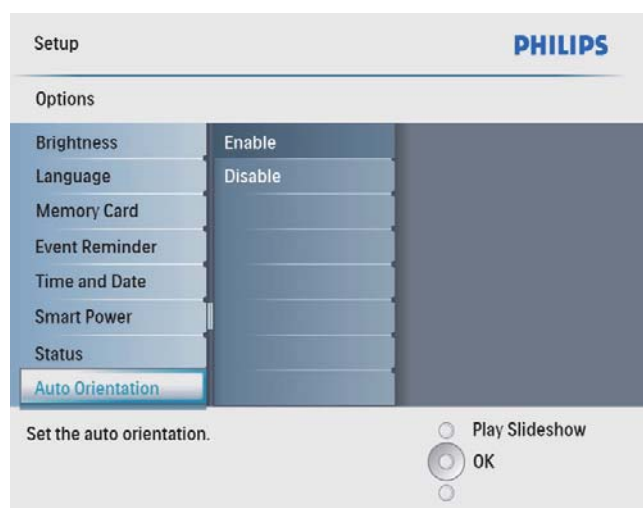 Setup
PHILIPS
Options
Brightness
Language
Memory Card
Event Reminder
Time and Date
Smart Power
Status
Auto Orientation
Enable
Disable
Set the auto orientation.
Play Slideshow
OK